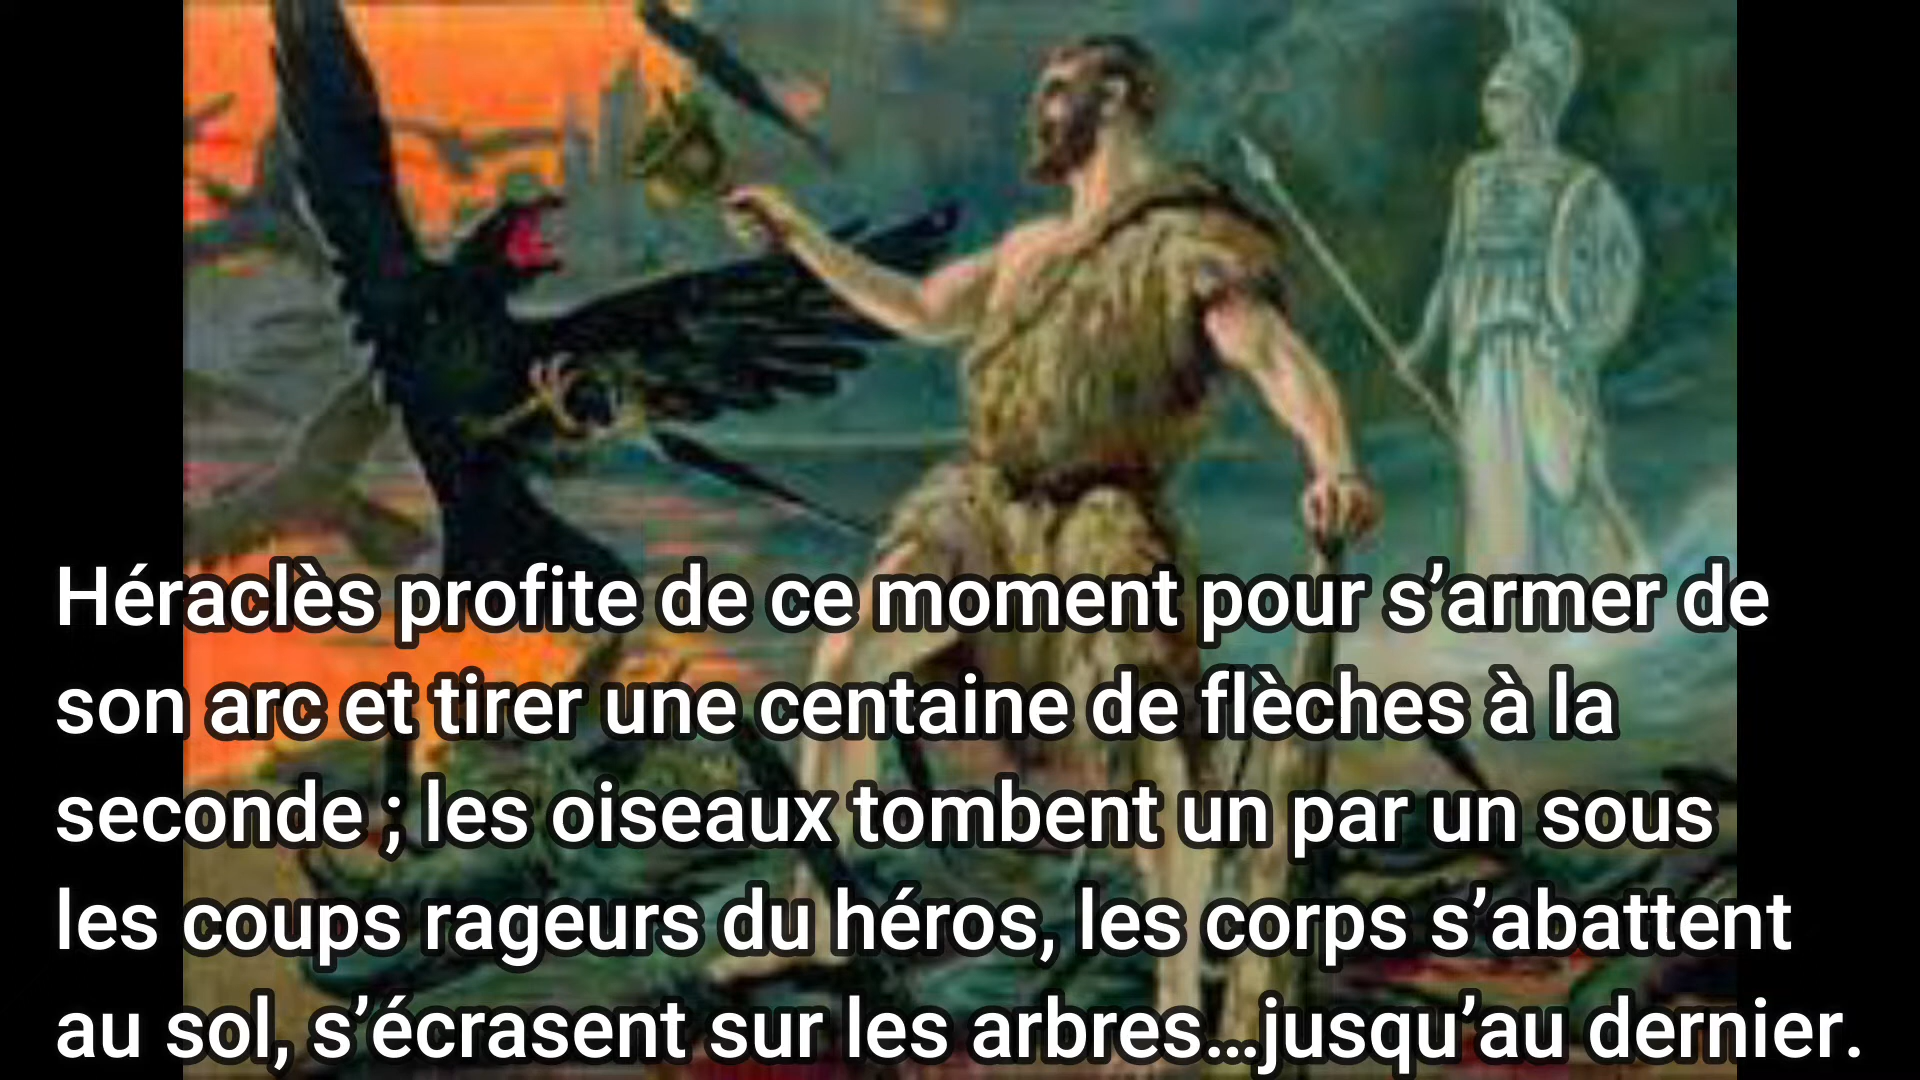 Héraclès profite de ce moment pour s’armer de
son arc et tirer une centaine de flèches à la
seconde ; les oiseaux tombent un par un sous
les coups rageurs du héros, les corps s’abattent
au sol, s’écrasent sur les arbres…jusqu’au dernier.